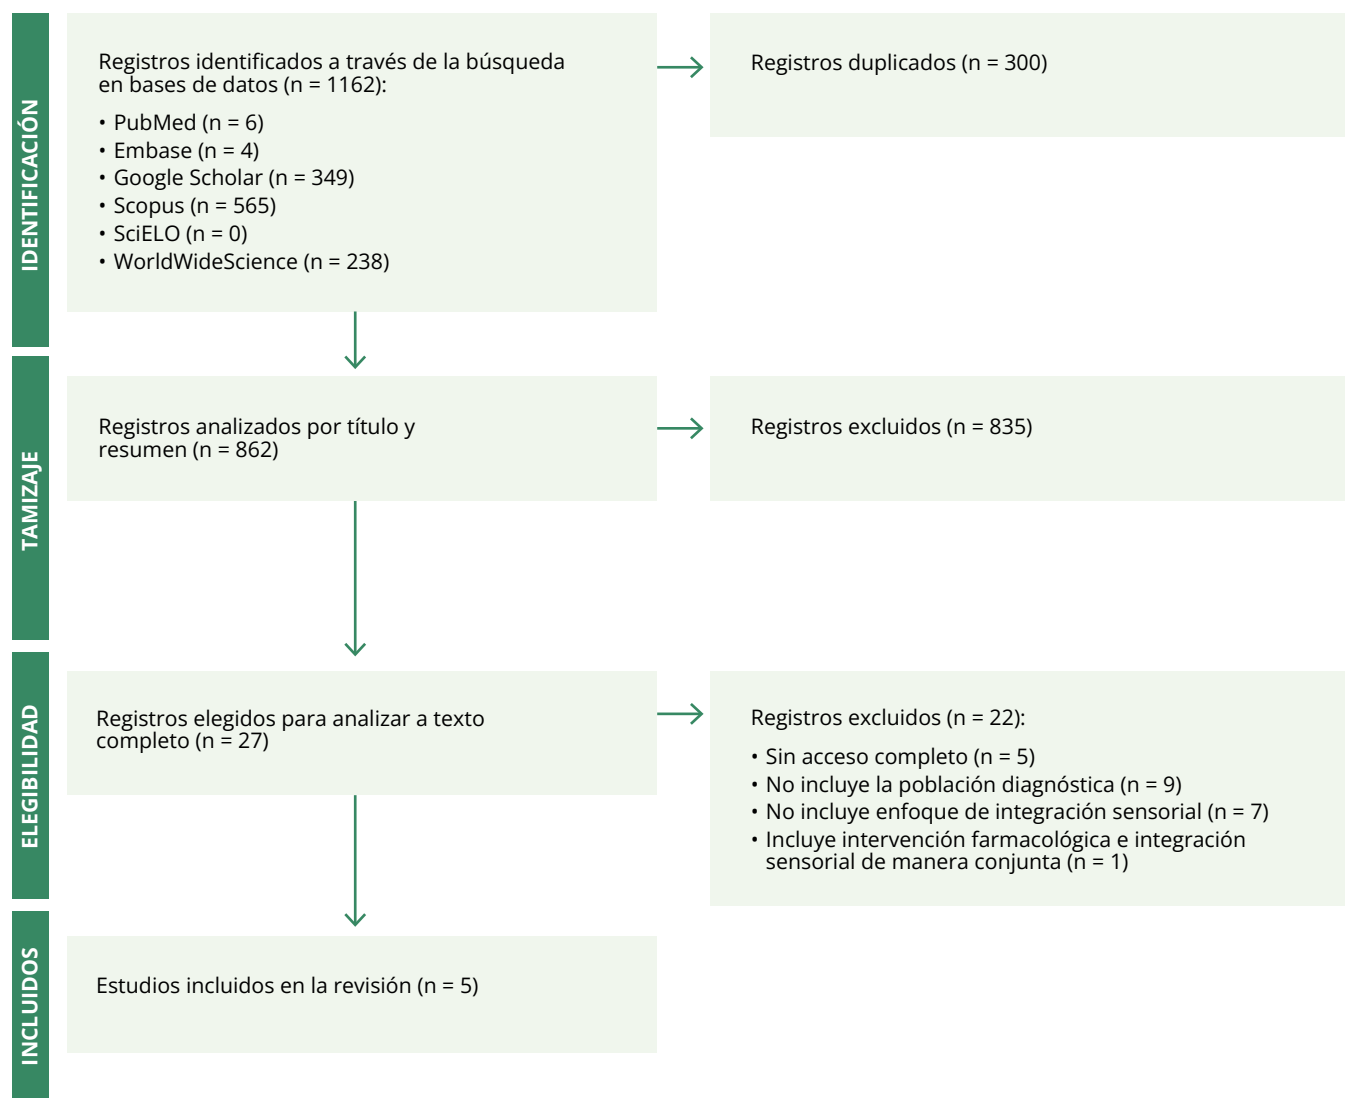 IDENTIFICACIÓN
Registros identificados a través de la búsqueda
en bases de datos (n = 1162):
• PubMed (n = 6)
• Embase (n = 4)
• Google Scholar (n = 349)
• Scopus (n = 565)
• SciELO (n = 0)
• WorldWideScience (n = 238)
Registros duplicados (n = 300)
TAMIZAJE
Registros analizados por título y
resumen (n = 862)
Registros excluidos (n = 835)
ELEGIBILIDAD
Registros elegidos para analizar a texto
completo (n = 27)
Registros excluidos (n = 22):
• Sin acceso completo (n = 5)
• No incluye la población diagnóstica (n = 9)
• No incluye enfoque de integración sensorial (n = 7)
• Incluye intervención farmacológica e integración
sensorial de manera conjunta (n = 1)
INCLUIDOS
Estudios incluidos en la revisión (n = 5)